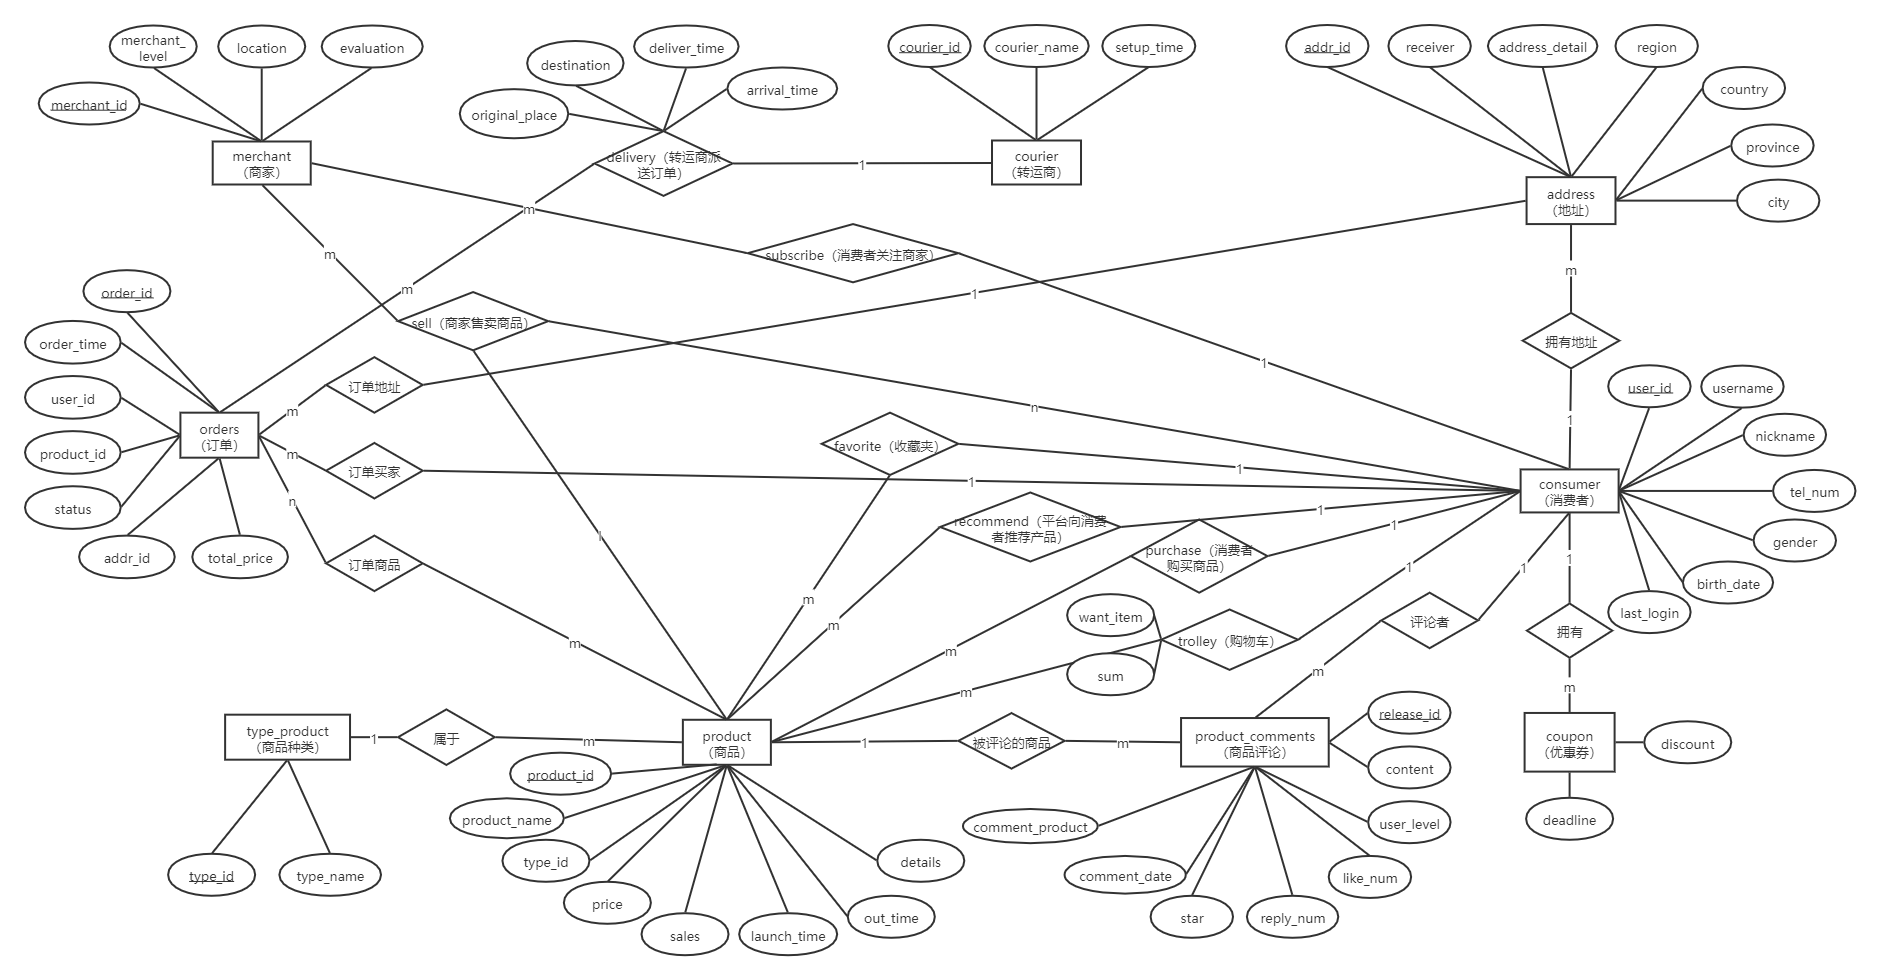 merchant_
level
location
evaluation
merchant_id
merchant
（商家）
destination
deliver_time
arrival_time
original_place
delivery（转运商派
送订单）
1
courier_id
courier_name
setup_time
courier
（转运商）
addr_id
receiver
address_detail
region
country
province
city
address
（地址）
m
m
subscribe（消费者关注商家）
m
1
order_id
m
sell（商家售卖商品）
1
拥有地址
order_time
user_id
product_id
status
addr_id
total_price
orders
（订单）
m
订单地址
m
订单买家
n
订单商品
n
1
1
favorite（收藏夹）
1
recommend（平台向消费
者推荐产品）
1
purchase（消费者
购买商品）
1
user_id
username
nickname
tel_num
gender
birth_date
last_login
consumer
（消费者）
l
m
m
m
m
m
want_item
sum
trolley（购物车）
1
1
评论者
m
1
拥有
m
type_product
（商品种类）
1
属于
m
product
（商品）
1
被评论的商品
m
product_comments
（商品评论）
release_id
content
user_level
like_num
reply_num
star
comment_date
comment_product
coupon
（优惠券）
discount
deadline
type_id
type_name
product_id
product_name
type_id
price
sales
launch_time
out_time
details